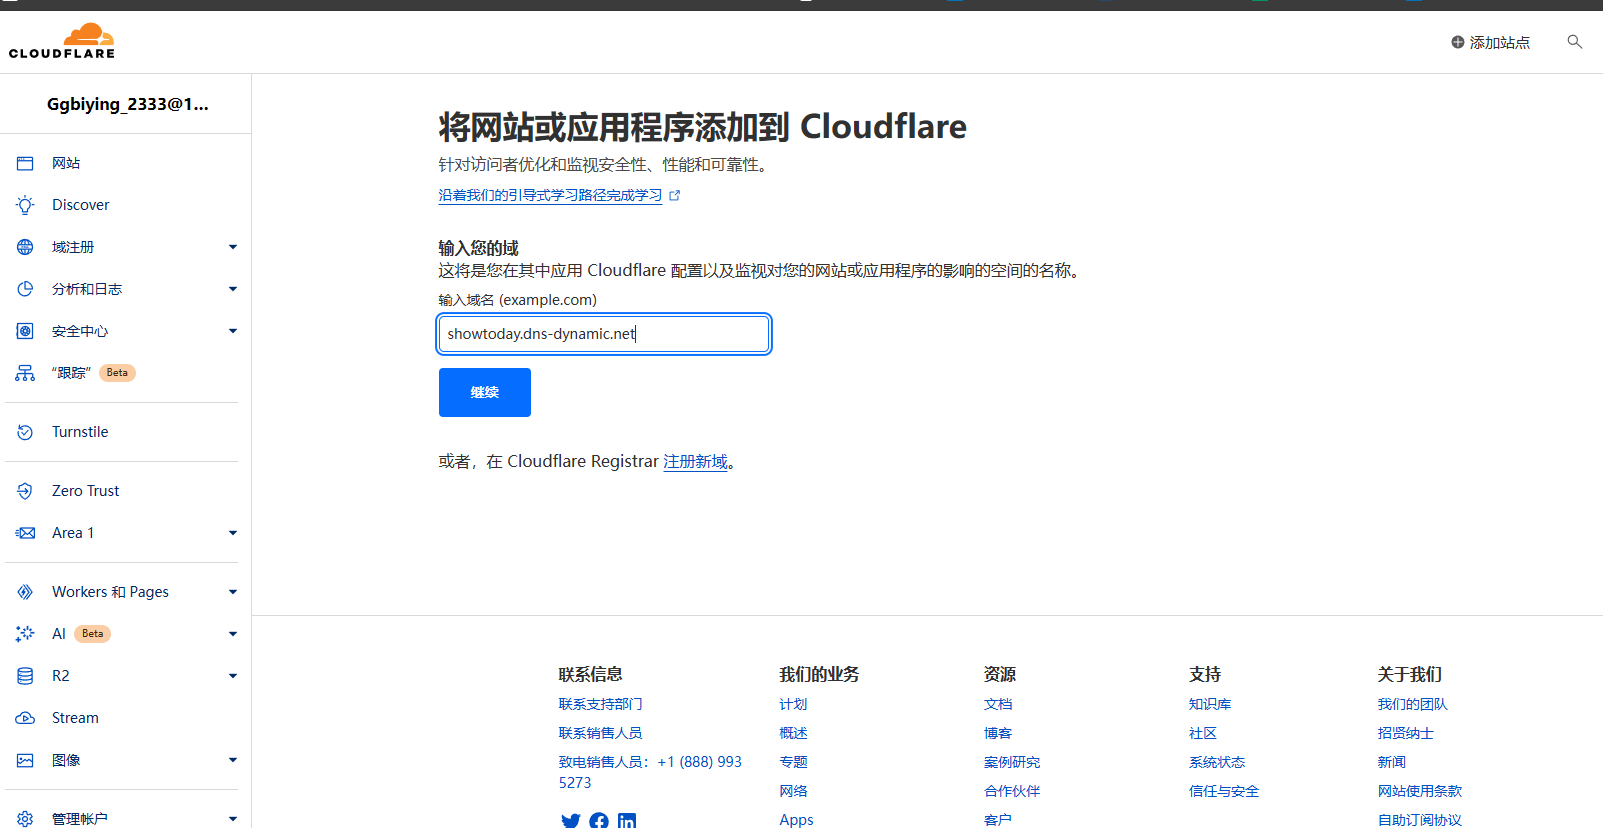 CLOUDFLARE
添加站点
Ggbiying_2333@1...
网站
Discover
域注册
分析和日志
安全中心
“跟踪” Beta
Turnstile
Zero Trust
Area 1
Workers 和 Pages
AI Beta
R2
Stream
图像
管理帐户
将网站或应用程序添加到 Cloudflare
针对访问者优化和监视安全性、性能和可靠性。
沿着我们的引导式学习路径完成学习
输入您的域
这将是您在其中应用 Cloudflare 配置以及监视对您的网站或应用程序的影响的空间的名称。
输入域名 (example.com)
showtoday.dns-dynamic.net
继续
或者，在 Cloudflare Registrar 注册新域。
联系信息
联系支持部门
联系销售人员
致电销售人员：+1 (888) 993
5273
我们的业务
计划
概述
专题
网络
Apps
资源
文档
博客
案例研究
合作伙伴
客户
支持
知识库
社区
系统状态
信任与安全
关于我们
我们的团队
招贤纳士
新闻
网站使用条款
自助订阅协议